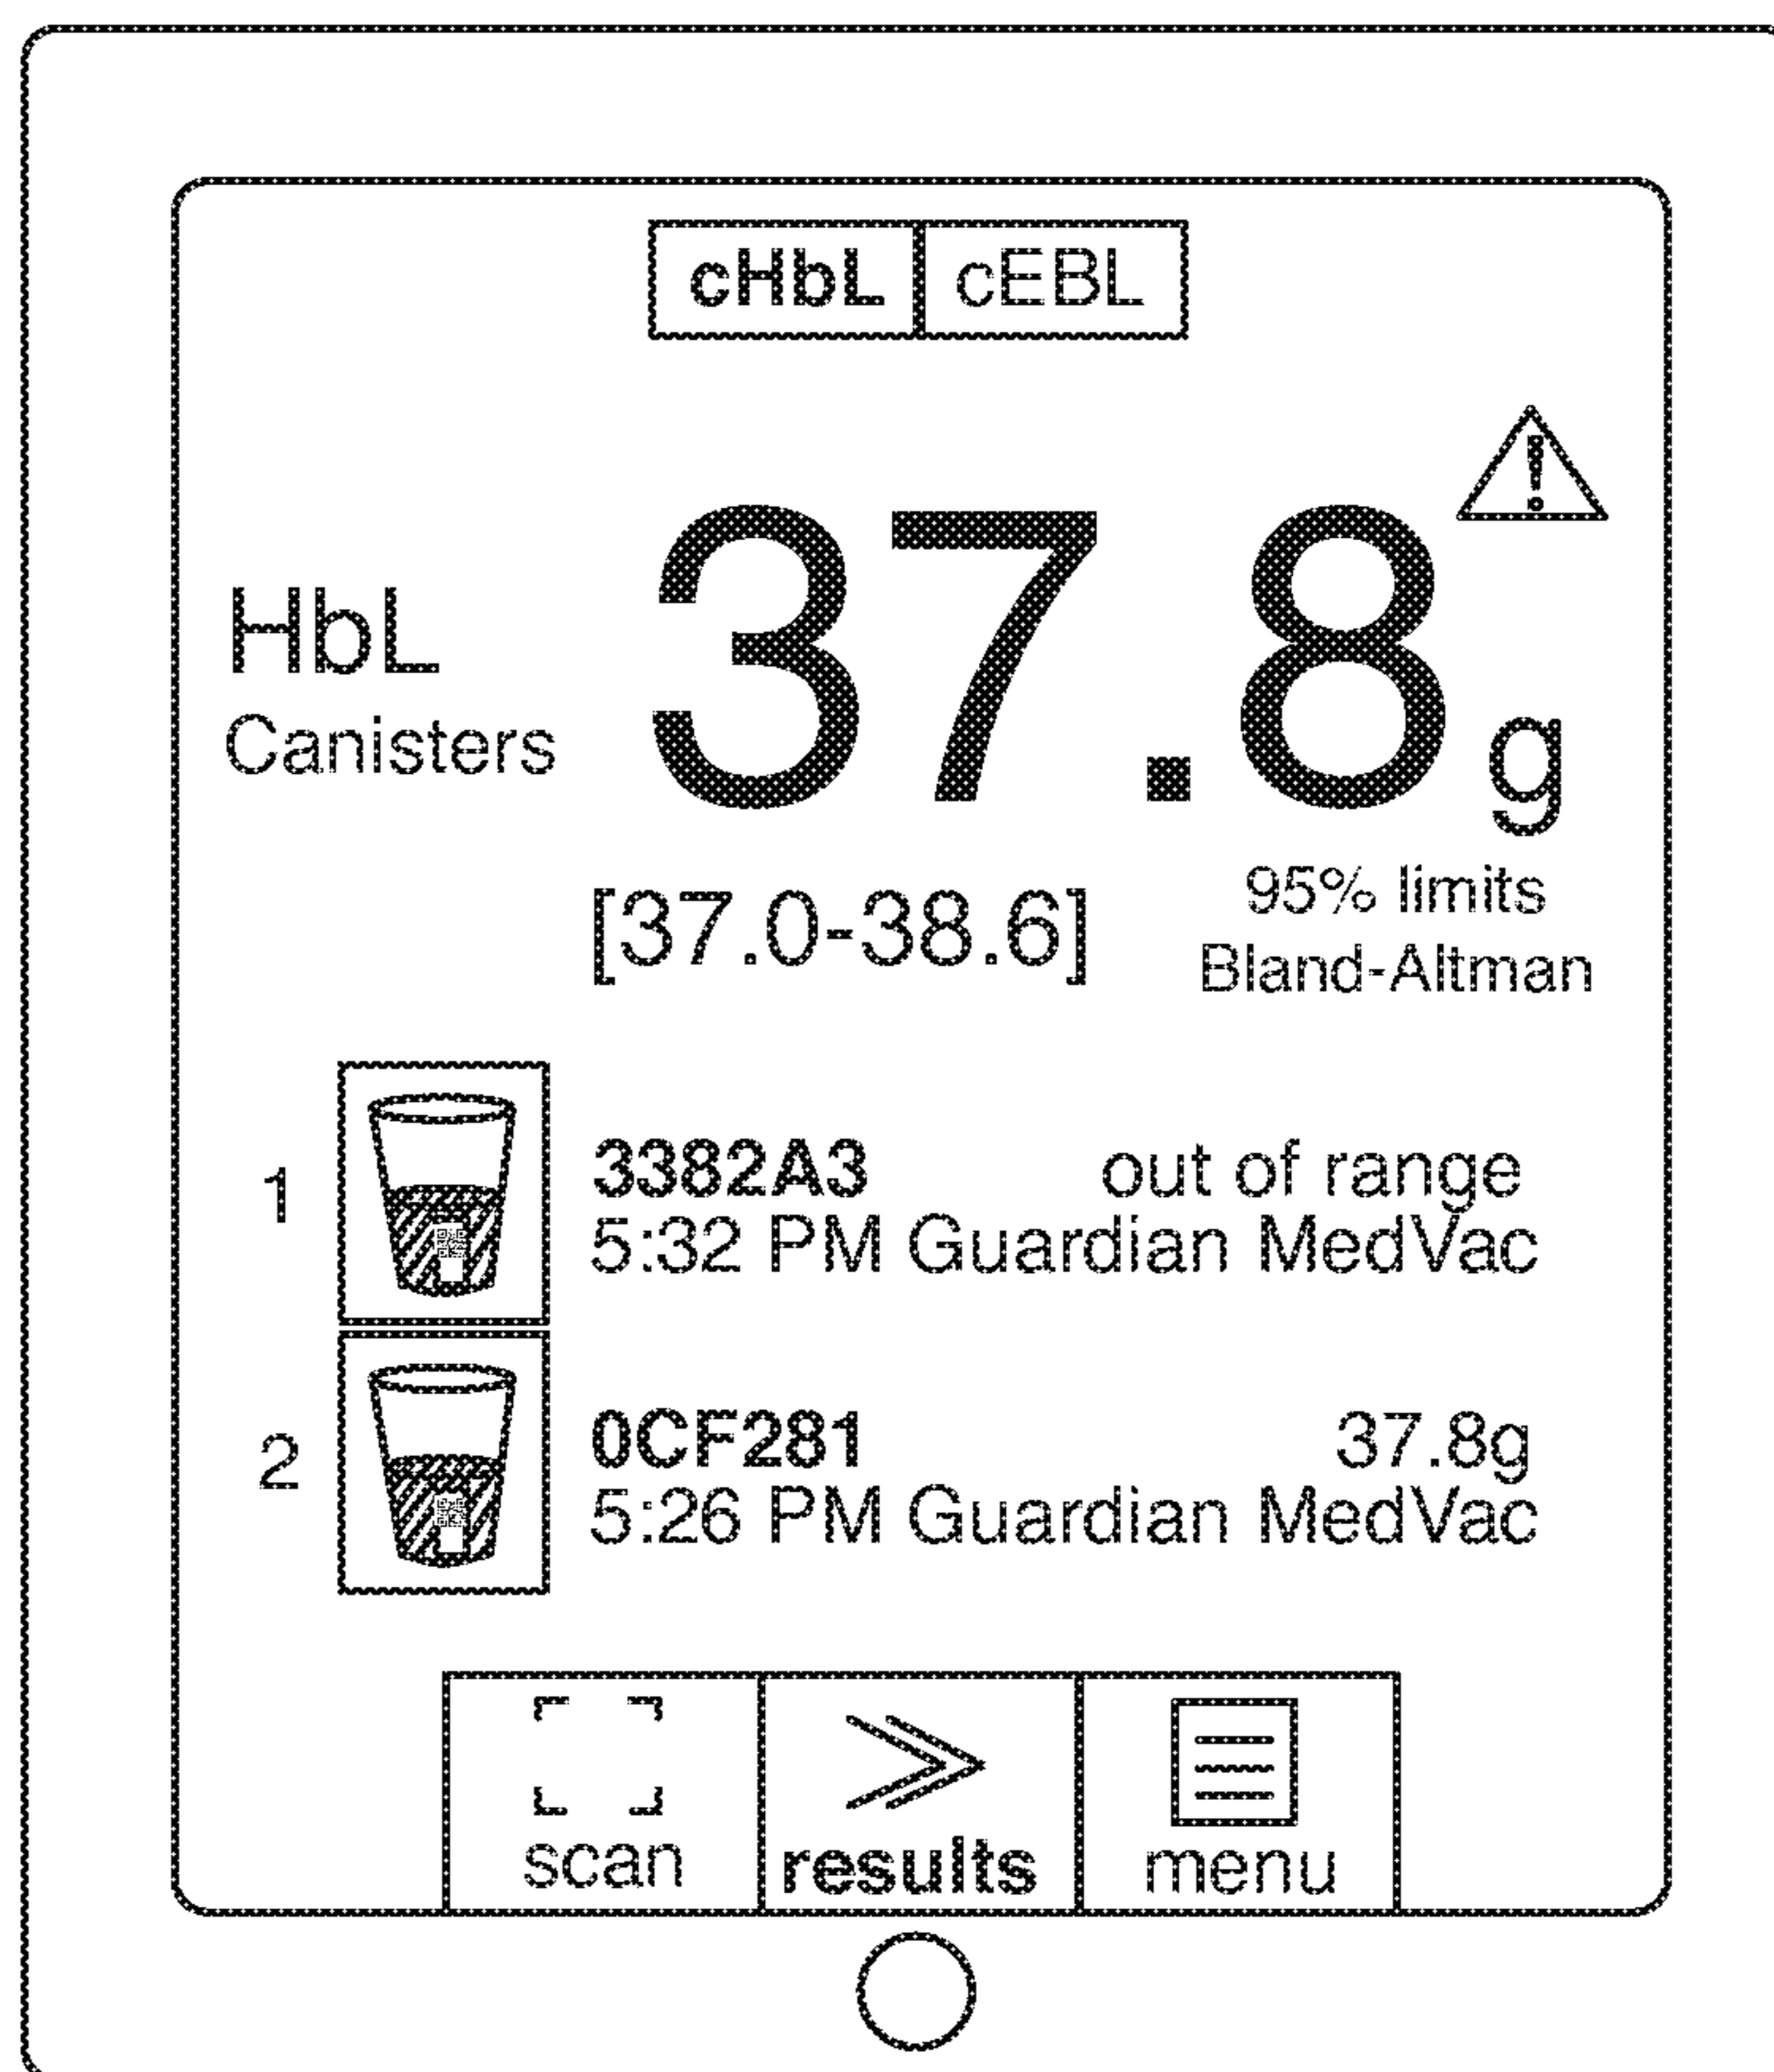 cHbL cEBL
HbL
Canisters
37.8 g
[37.0-38.6]
95% limits
Bland-Altman
1
3382A3 out of range
5:32 PM Guardian MedVac
2
0CF281 37.8g
5:26 PM Guardian MedVac
scan results menu